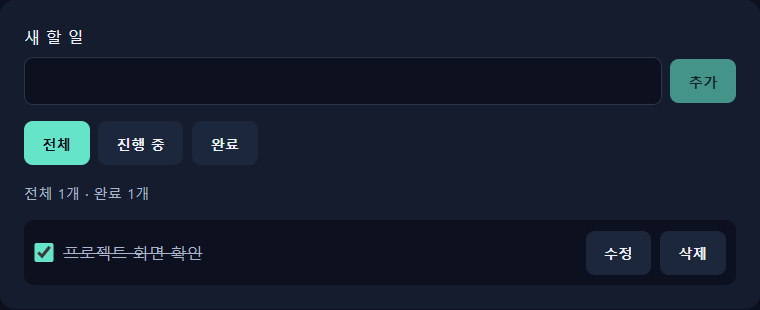 새 할 일
추가
전체 진행 중 완료
전체 1개 · 완료 1개
프로젝트 화면 확인 수정 삭제